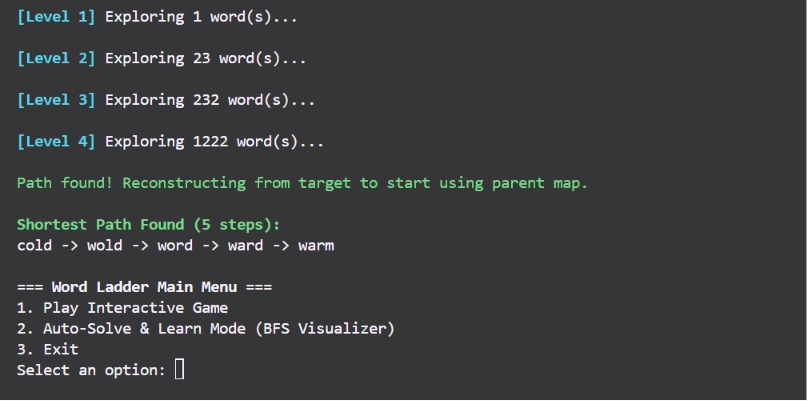 [Level 1] Exploring 1 word(s)...
[Level 2] Exploring 23 word(s)...
[Level 3] Exploring 232 word(s)...
[Level 4] Exploring 1222 word(s)...
Path found! Reconstructing from target to start using parent map.
Shortest Path Found (5 steps):
cold -> wold -> word -> ward -> warm
=== Word Ladder Main Menu ===
1. Play Interactive Game
2. Auto-Solve & Learn Mode (BFS Visualizer)
3. Exit
Select an option: